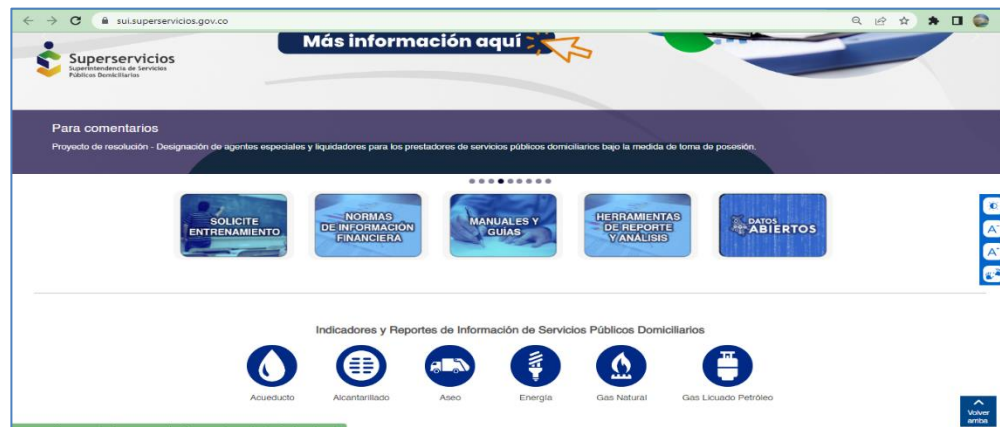 sui.superservicios.gov.co
Más información aquí
Superservicios
Superintendencia de Servicios
Públicos Domiciliarios
Para comentarios
Proyecto de resolución - Designación de agentes especiales y liquidadores para los prestadores de servicios públicos domiciliarios bajo la medida de toma de posesión.
SOLICITE
ENTRENAMIENTO
NORMAS
DE INFORMACIÓN
FINANCIERA
MANUALES Y
GUÍAS
HERRAMIENTAS
DE REPORTE
Y ANÁLISIS
DATOS
ABIERTOS
Indicadores y Reportes de Información de Servicios Públicos Domiciliarios
Acueducto
Alcantarillado
Aseo
Energía
Gas Natural
Gas Licuado Petróleo
Volver
arriba